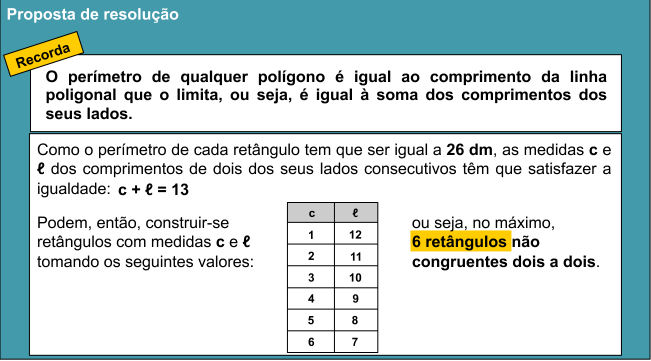 Proposta de resolução
Recorda
O perímetro de qualquer polígono é igual ao comprimento da linha
poligonal que o limita, ou seja, é igual à soma dos comprimentos dos
seus lados.
Como o perímetro de cada retângulo tem que ser igual a 26 dm, as medidas c e
ℓ dos comprimentos de dois dos seus lados consecutivos têm que satisfazer a
igualdade: c + ℓ = 13
Podem, então, construir-se
retângulos com medidas c e ℓ
tomando os seguintes valores:
c ℓ
1 12
2 11
3 10
4 9
5 8
6 7
ou seja, no máximo,
6 retângulos não
congruentes dois a dois.